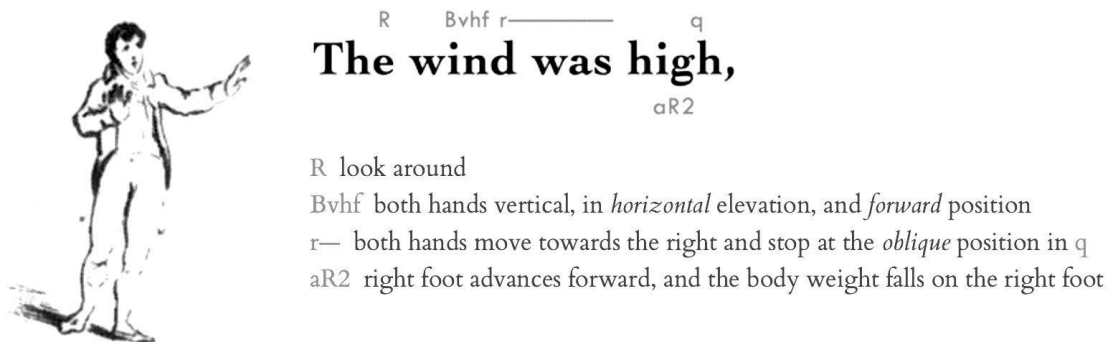 R Bvhf r——— q
The wind was high,
aR2
R look around
Bvhf both hands vertical, in horizontal elevation, and forward position
r— both hands move towards the right and stop at the oblique position in q
aR2 right foot advances forward, and the body weight falls on the right foot